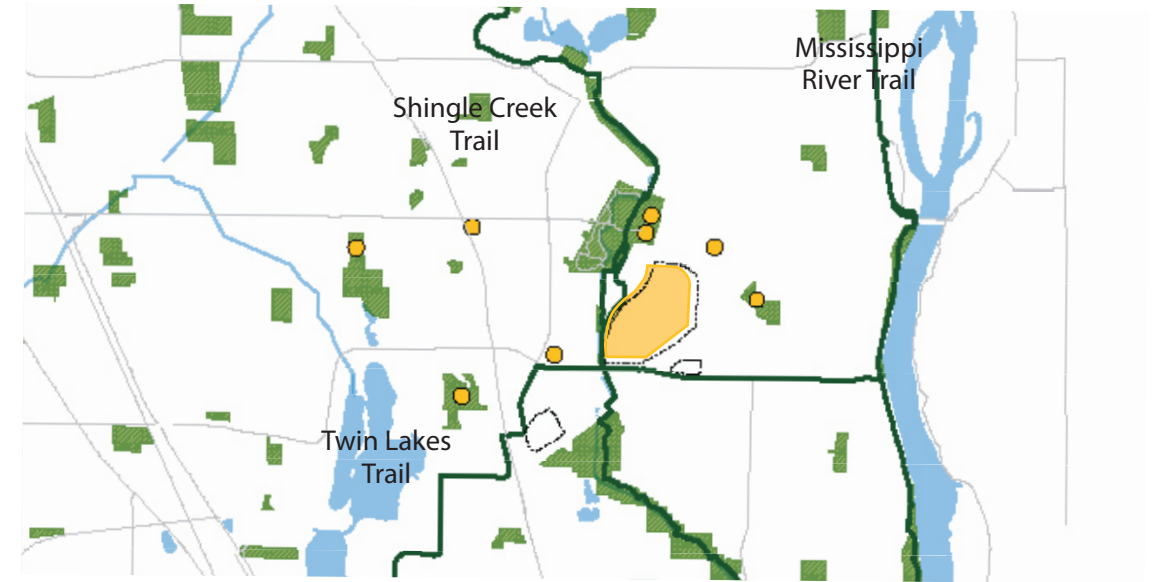 Mississippi
River Trail
Shingle Creek
Trail
Twin Lakes
Trail